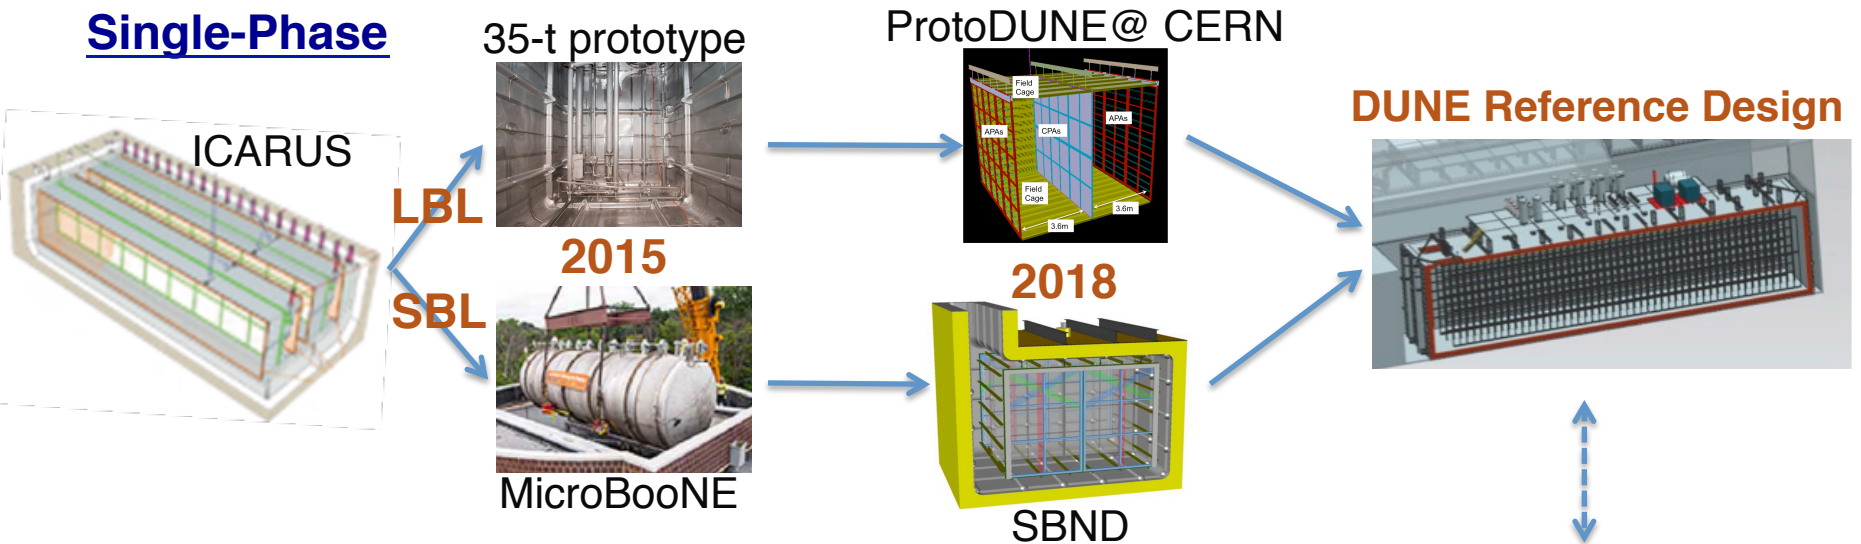 Single-Phase
35-t prototype
ProtoDUNE@ CERN
DUNE Reference Design
ICARUS
LBL
SBL
2015
2018
Field
Cage
APAs
CPAs
APAs
Field
Cage
3.6m
3.6m
MicroBooNE
SBND